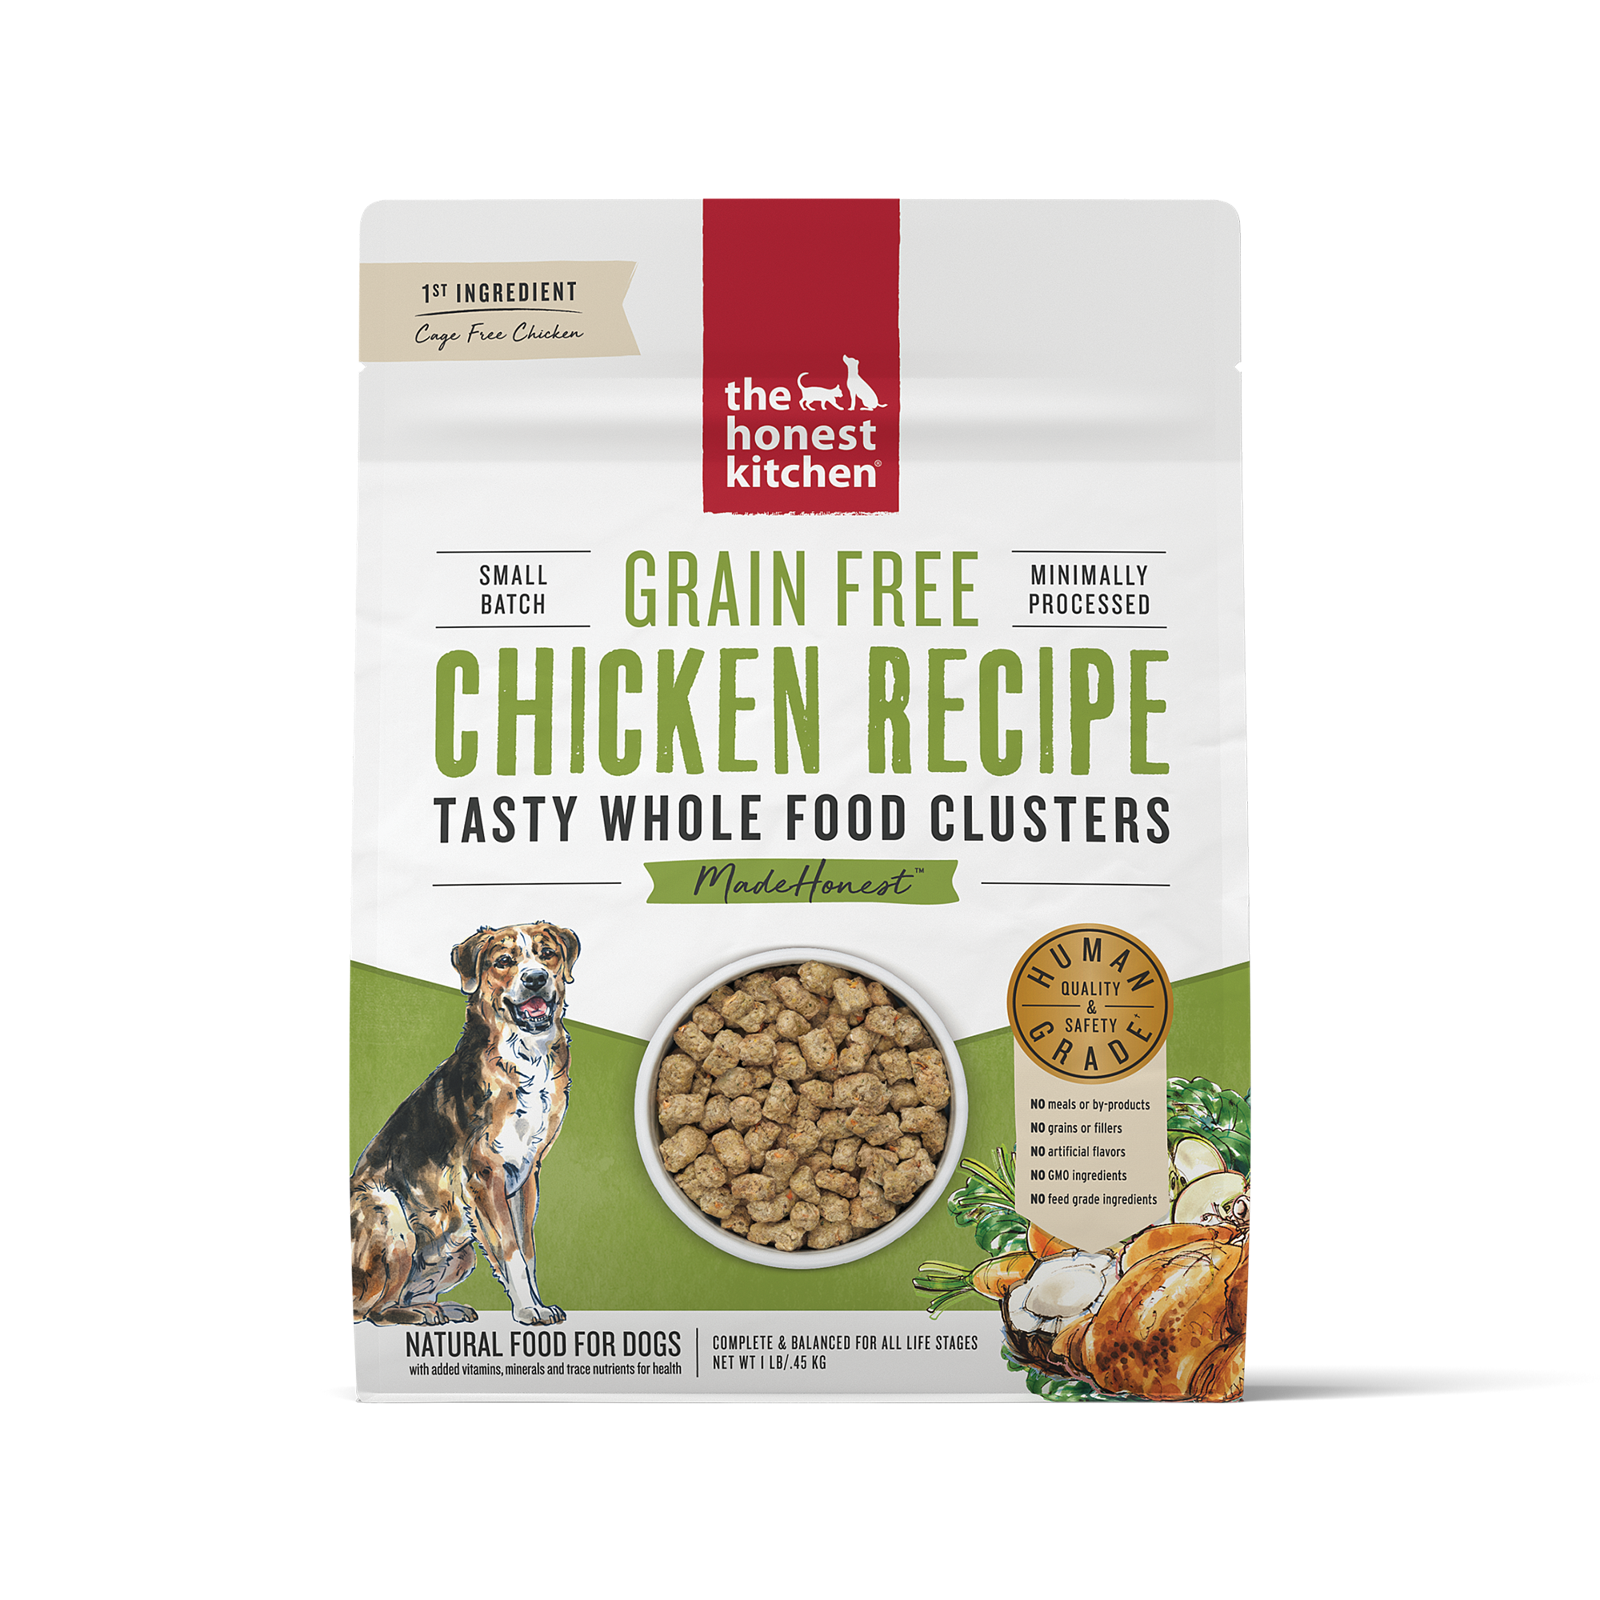 1ST INGREDIENT
Cage Free Chicken
the
honest
kitchen®
SMALL
BATCH
GRAIN FREE
MINIMALLY
PROCESSED
CHICKEN RECIPE
TASTY WHOLE FOOD CLUSTERS
MadeHonest™
HUMAN
QUALITY
&
SAFETY
GRADE†
NO meals or by-products
NO grains or fillers
NO artificial flavors
NO GMO ingredients
NO feed grade ingredients
NATURAL FOOD FOR DOGS
with added vitamins, minerals and trace nutrients for health
COMPLETE & BALANCED FOR ALL LIFE STAGES
NET WT 1 LB/.45 KG